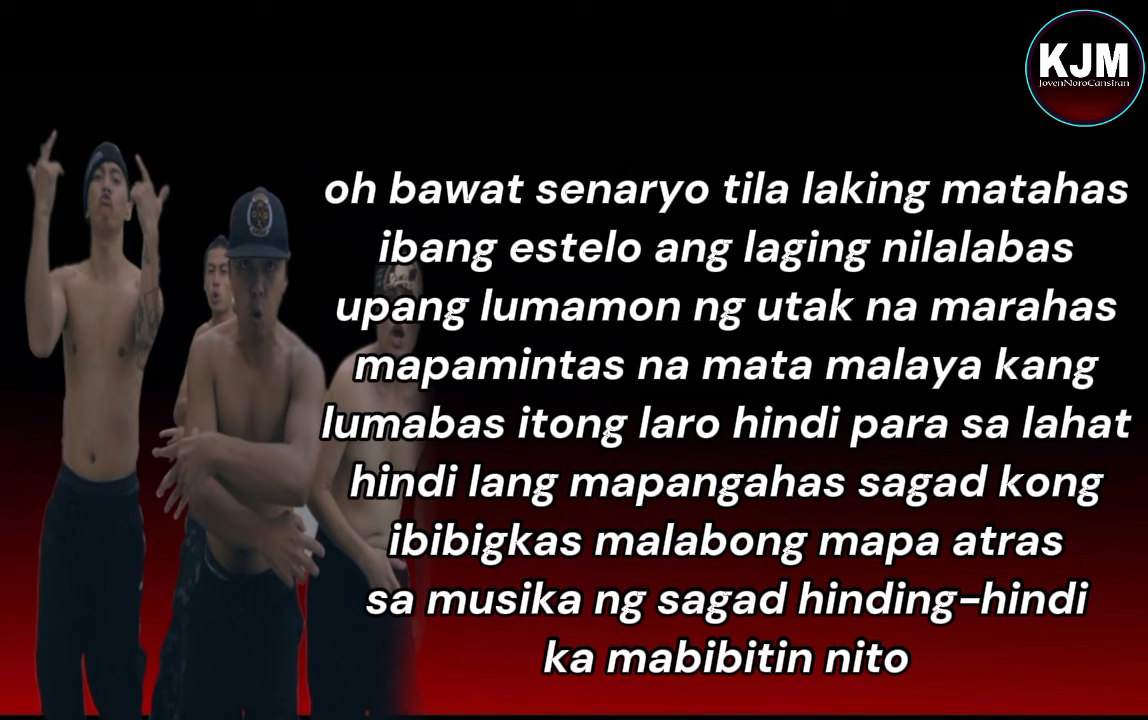 KJM
JovenNoroCansiran
oh bawat senaryo tila laking matahas
ibang estelo ang laging nilalabas
upang lumamon ng utak na marahas
mapamintas na mata malaya kang
lumabas itong laro hindi para sa lahat
hindi lang mapangahas sagad kong
ibibigkas malabong mapa atras
sa musika ng sagad hinding-hindi
ka mabibitin nito